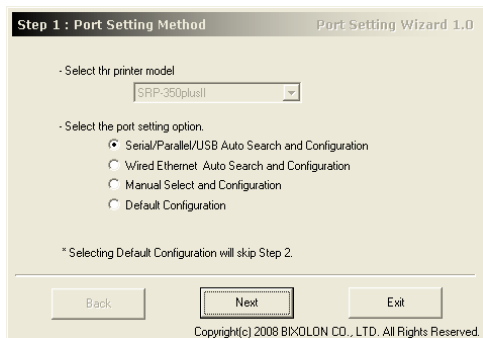 Step 1 : Port Setting Method Port Setting Wizard 1.0
- Select thr printer model
SRP-350plusII
- Select the port setting option.
Serial/Parallel/USB Auto Search and Configuration
Wired Ethernet Auto Search and Configuration
Manual Select and Configuration
Default Configuration
* Selecting Default Configuration will skip Step 2.
Back Next Exit
Copyright(c) 2008 BIXOLON CO., LTD. All Rights Reserved.